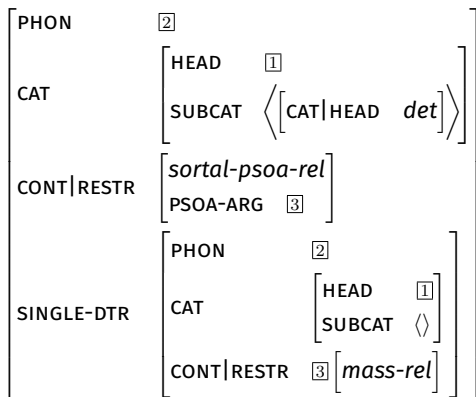 PHON 2
CAT HEAD 1
SUBCAT ⟨[CAT|HEAD det]⟩
CONT|RESTR sortal-psoa-rel
PSOA-ARG 3
SINGLE-DTR PHON 2
CAT HEAD 1
SUBCAT ⟨⟩
CONT|RESTR 3 [mass-rel]